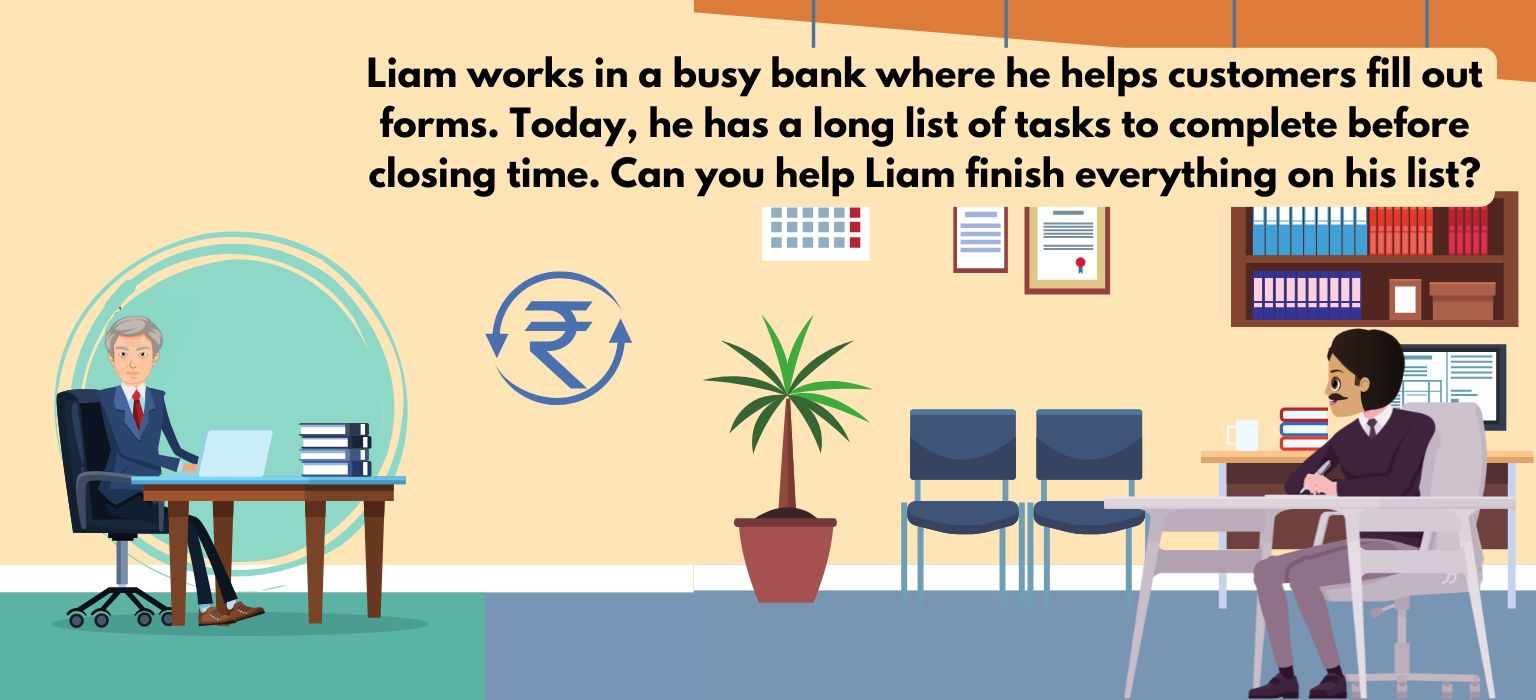 Liam works in a busy bank where he helps customers fill out
forms. Today, he has a long list of tasks to complete before
closing time. Can you help Liam finish everything on his list?
₹